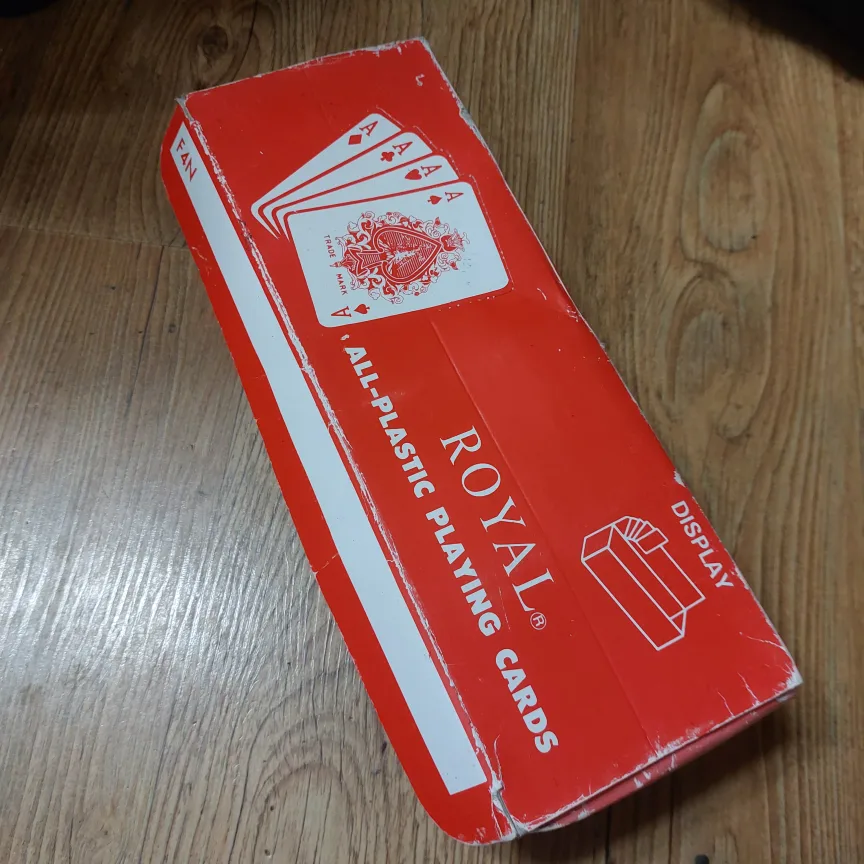 FAN
A
A
A
A
TRADE MARK
A
ROYAL®
ALL-PLASTIC PLAYING CARDS
DISPLAY